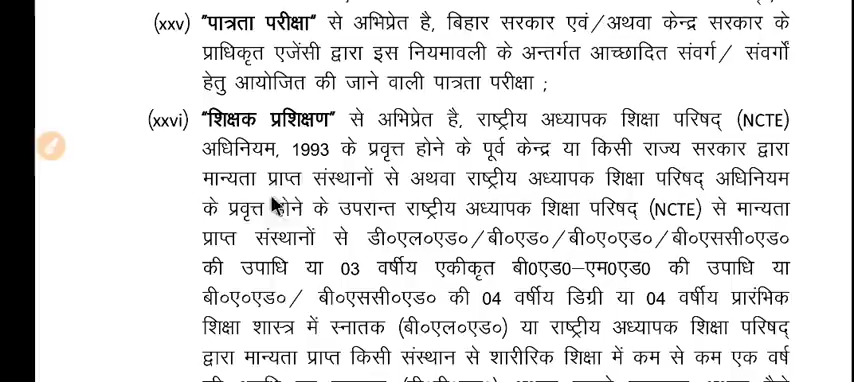 (xxv) "पात्रता परीक्षा" से अभिप्रेत है, बिहार सरकार एवं/अथवा केन्द्र सरकार के
प्राधिकृत एजेंसी द्वारा इस नियमावली के अन्तर्गत आच्छादित संवर्ग/ संवर्गों
हेतु आयोजित की जाने वाली पात्रता परीक्षा ;
(xxvi) "शिक्षक प्रशिक्षण" से अभिप्रेत है, राष्ट्रीय अध्यापक शिक्षा परिषद् (NCTE)
अधिनियम, 1993 के प्रवृत्त होने के पूर्व केन्द्र या किसी राज्य सरकार द्वारा
मान्यता प्राप्त संस्थानों से अथवा राष्ट्रीय अध्यापक शिक्षा परिषद् अधिनियम
के प्रवृत्त होने के उपरान्त राष्ट्रीय अध्यापक शिक्षा परिषद् (NCTE) से मान्यता
प्राप्त संस्थानों से डी०एल०एड०/बी०एड०/बी०ए०एड०/बी०एससी०एड०
की उपाधि या 03 वर्षीय एकीकृत बी0एड0–एम0एड0 की उपाधि या
बी०ए०एड०/ बी०एससी०एड० की 04 वर्षीय डिग्री या 04 वर्षीय प्रारंभिक
शिक्षा शास्त्र में स्नातक (बी०एल०एड०) या राष्ट्रीय अध्यापक शिक्षा परिषद्
द्वारा मान्यता प्राप्त किसी संस्थान से शारीरिक शिक्षा में कम से कम एक वर्ष